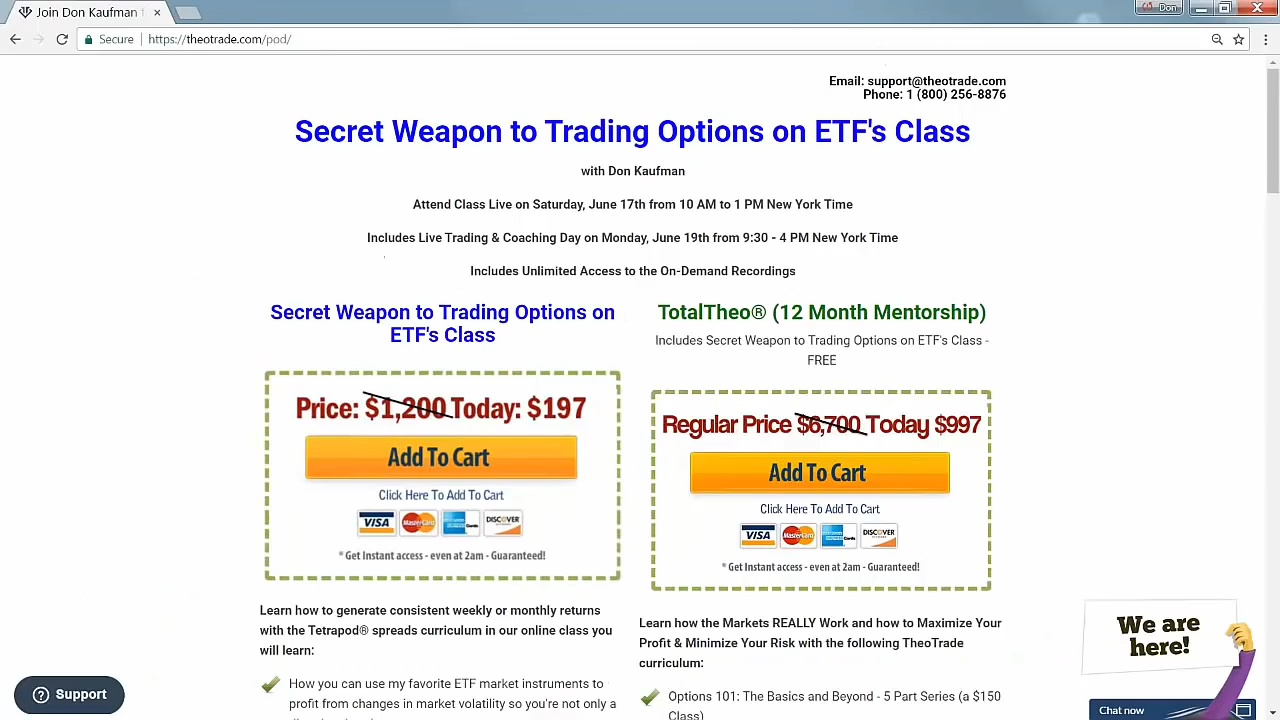 Join Don Kaufman
Don
Secure
https://theotrade.com/pod/
Email: support@theotrade.com
Phone: 1 (800) 256-8876
Secret Weapon to Trading Options on ETF's Class
with Don Kaufman
Attend Class Live on Saturday, June 17th from 10 AM to 1 PM New York Time
Includes Live Trading & Coaching Day on Monday, June 19th from 9:30 - 4 PM New York Time
Includes Unlimited Access to the On-Demand Recordings
Secret Weapon to Trading Options on
ETF's Class
Price: $1,200 Today: $197
Add To Cart
Click Here To Add To Cart
VISA MasterCard DISCOVER
* Get Instant access - even at 2am - Guaranteed!
Learn how to generate consistent weekly or monthly returns
with the Tetrapod® spreads curriculum in our online class you
will learn:
How you can use my favorite ETF market instruments to
profit from changes in market volatility so you're not only a
TotalTheo® (12 Month Mentorship)
Includes Secret Weapon to Trading Options on ETF's Class -
FREE
Regular Price $6,700 Today $997
Add To Cart
Click Here To Add To Cart
VISA MasterCard DISCOVER
* Get Instant access - even at 2am - Guaranteed!
Learn how the Markets REALLY Work and how to Maximize Your
Profit & Minimize Your Risk with the following TheoTrade
curriculum:
Options 101: The Basics and Beyond - 5 Part Series (a $150
Class)
Support
We are
here!
Chat now